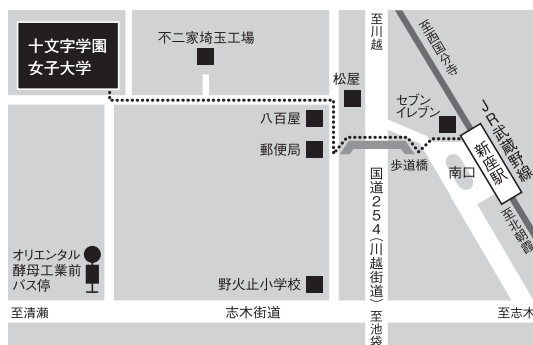 十文字学園
女子大学
不二家埼玉工場
至川越
至西国分寺
松屋
セブン
イレブン
JR武蔵野線
八百屋
新座駅
郵便局
歩道橋
南口
国道254(川越街道)
至北朝霞
オリエンタル
酵母工業前
バス停
野火止小学校
至清瀬
志木街道
至池袋
至志木